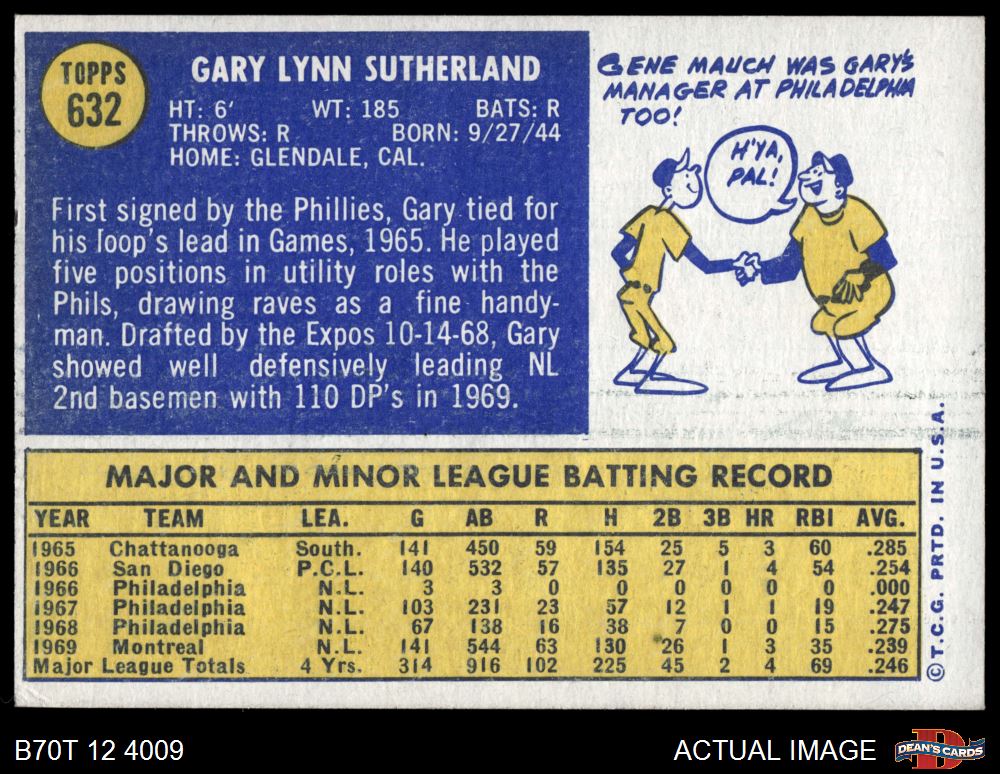 TOPPS
632
GARY LYNN SUTHERLAND
HT: 6' WT: 185 BATS: R
THROWS: R BORN: 9/27/44
HOME: GLENDALE, CAL.
First signed by the Phillies, Gary tied for
his loop's lead in Games, 1965. He played
five positions in utility roles with the
Phils, drawing raves as a fine handy-
man. Drafted by the Expos 10-14-68, Gary
showed well defensively leading NL
2nd basemen with 110 DP's in 1969.
GENE MAUCH WAS GARY'S
MANAGER AT PHILADELPHIA
TOO!
H'YA,
PAL!
MAJOR AND MINOR LEAGUE BATTING RECORD
YEAR TEAM LEA. G AB R H 2B 3B HR RBI AVG.
1965 Chattanooga South. 141 450 59 154 25 5 3 60 .285
1966 San Diego P.C.L. 140 532 57 135 27 1 4 54 .254
1966 Philadelphia N.L. 3 3 0 0 0 0 0 0 .000
1967 Philadelphia N.L. 103 231 23 57 12 1 1 19 .247
1968 Philadelphia N.L. 67 138 16 38 7 0 0 15 .275
1969 Montreal N.L. 141 544 63 130 26 1 3 35 .239
Major League Totals 4 Yrs. 314 916 102 225 45 2 4 69 .246
©T.C.G. PRTD. IN U.S.A.
B70T 12 4009
ACTUAL IMAGE
D
DEAN'S CARDS